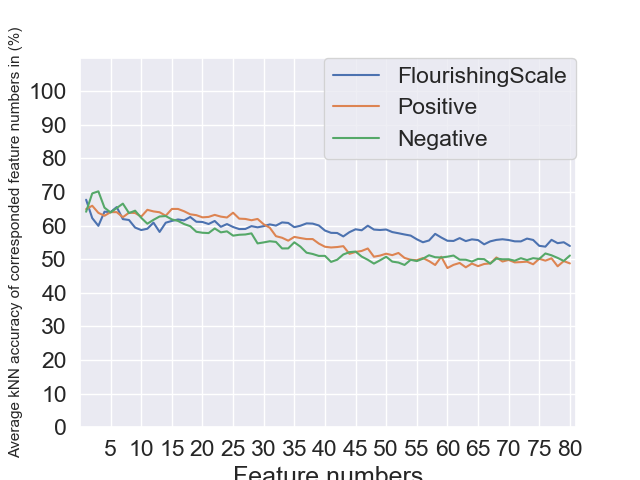 Average kNN accuracy of corresponded feature numbers in (%)
FlourishingScale
Positive
Negative
100
90
80
70
60
50
40
30
20
10
0
5 10 15 20 25 30 35 40 45 50 55 60 65 70 75 80
Feature numbers